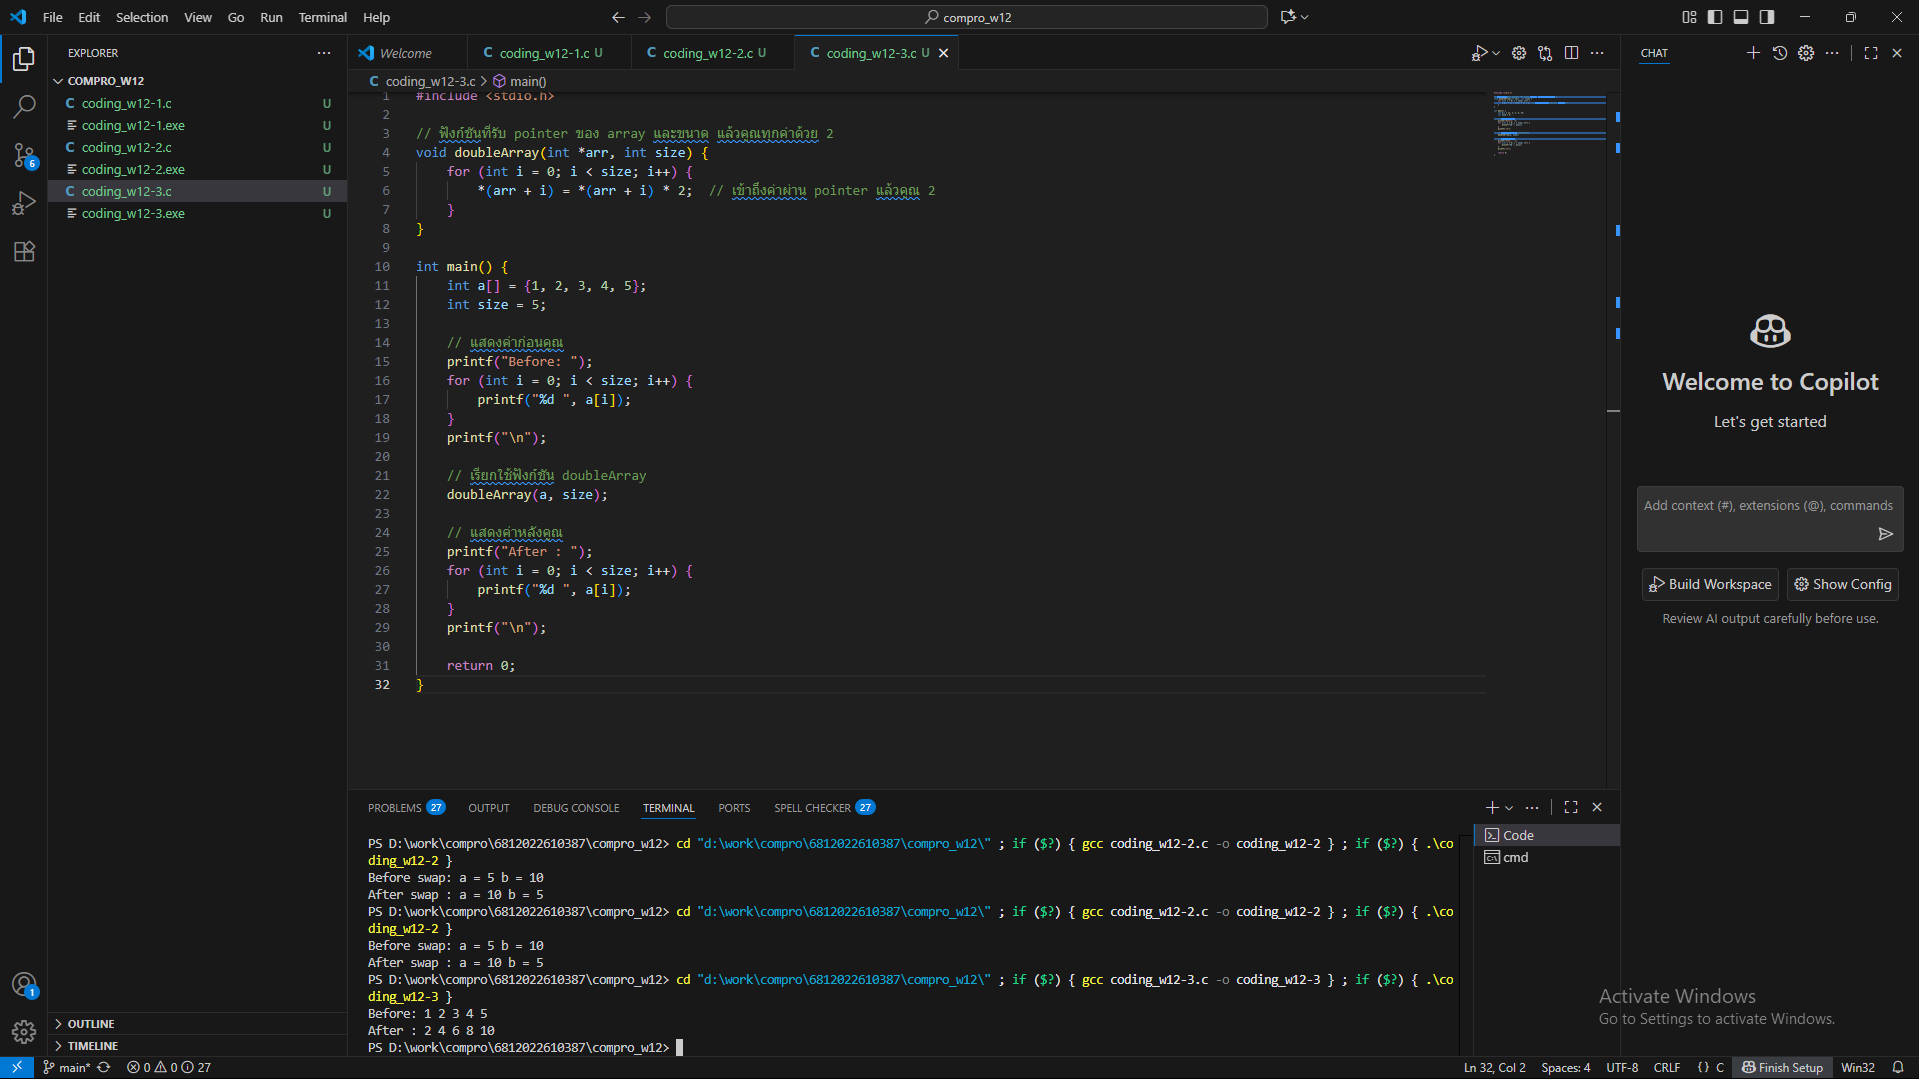 File Edit Selection View Go Run Terminal Help
compro_w12
EXPLORER
COMPRO_W12
coding_w12-1.c U
coding_w12-1.exe U
coding_w12-2.c U
coding_w12-2.exe U
coding_w12-3.c U
coding_w12-3.exe U
6
1
OUTLINE
TIMELINE
Welcome
coding_w12-1.c U
coding_w12-2.c U
coding_w12-3.c U
coding_w12-3.c > main()
1 #include <stdio.h>
2
3 // ฟังก์ชันที่รับ pointer ของ array และขนาด แล้วคูณทุกค่าด้วย 2
4 void doubleArray(int *arr, int size) {
5 for (int i = 0; i < size; i++) {
6 *(arr + i) = *(arr + i) * 2; // เข้าถึงค่าผ่าน pointer แล้วคูณ 2
7 }
8 }
9
10 int main() {
11 int a[] = {1, 2, 3, 4, 5};
12 int size = 5;
13
14 // แสดงค่าก่อนคูณ
15 printf("Before: ");
16 for (int i = 0; i < size; i++) {
17 printf("%d ", a[i]);
18 }
19 printf("\n");
20
21 // เรียกใช้ฟังก์ชัน doubleArray
22 doubleArray(a, size);
23
24 // แสดงค่าหลังคูณ
25 printf("After : ");
26 for (int i = 0; i < size; i++) {
27 printf("%d ", a[i]);
28 }
29 printf("\n");
30
31 return 0;
32 }
PROBLEMS 27 OUTPUT DEBUG CONSOLE TERMINAL PORTS SPELL CHECKER 27
PS D:\work\compro\6812022610387\compro_w12> cd "d:\work\compro\6812022610387\compro_w12\" ; if ($?) { gcc coding_w12-2.c -o coding_w12-2 } ; if ($?) { .\co
ding_w12-2 }
Before swap: a = 5 b = 10
After swap : a = 10 b = 5
PS D:\work\compro\6812022610387\compro_w12> cd "d:\work\compro\6812022610387\compro_w12\" ; if ($?) { gcc coding_w12-2.c -o coding_w12-2 } ; if ($?) { .\co
ding_w12-2 }
Before swap: a = 5 b = 10
After swap : a = 10 b = 5
PS D:\work\compro\6812022610387\compro_w12> cd "d:\work\compro\6812022610387\compro_w12\" ; if ($?) { gcc coding_w12-3.c -o coding_w12-3 } ; if ($?) { .\co
ding_w12-3 }
Before: 1 2 3 4 5
After : 2 4 6 8 10
PS D:\work\compro\6812022610387\compro_w12>
Code
cmd
CHAT
Welcome to Copilot
Let's get started
Add context (#), extensions (@), commands
Build Workspace
Show Config
Review AI output carefully before use.
Activate Windows
Go to Settings to activate Windows.
main* 0 0 27
Ln 32, Col 2 Spaces: 4 UTF-8 CRLF {} C Finish Setup Win32